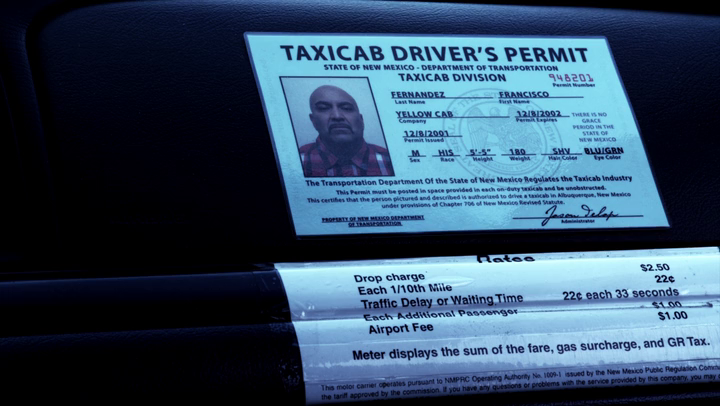 TAXICAB DRIVER'S PERMIT
STATE OF NEW MEXICO - DEPARTMENT OF TRANSPORTATION
TAXICAB DIVISION
948201
Permit Number
FERNANDEZ FRANCISCO
Last Name First Name
YELLOW CAB 12/8/2002
Company Permit Expires
THERE IS NO
GRACE
PERIOD IN THE
STATE OF
NEW MEXICO
12/8/2001
Permit Issued
M HIS 5'-5" 180 SHV BLU/GRN
Sex Race Height Weight Hair Color Eye Color
The Transportation Department Of the State of New Mexico Regulates the Taxicab Industry
This Permit must be posted in space provided in each on-duty taxicab and be unobstructed.
This certifies that the person pictured and described is authorized to drive a taxicab in Albuquerque, New Mexico
under provisions of Chapter 706 of New Mexico Revised Statute.
PROPERTY OF NEW MEXICO DEPARTMENT
OF TRANSPORTATION
Administrator
Rates
Drop charge $2.50
Each 1/10th Mile 22¢
Traffic Delay or Waiting Time 22¢ each 33 seconds
Each Additional Passenger $1.00
Airport Fee $1.00
Meter displays the sum of the fare, gas surcharge, and GR Tax.
This motor carrier operates pursuant to NMPRC Operating Authority No. 1009-1 issued by the New Mexico Public Regulation
the tariff approved by the commission. If you have any questions or problems with the service provided by this company, you may